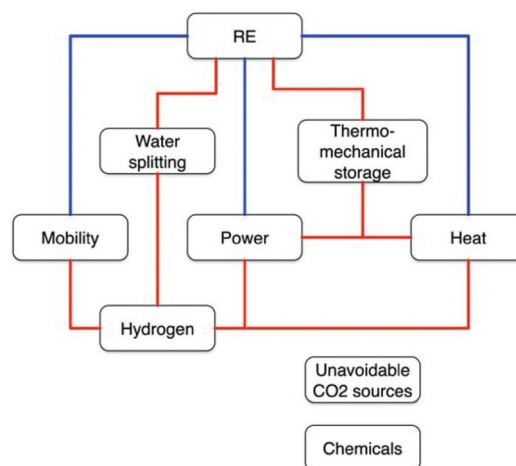 RE
Water
splitting
Thermo-
mechanical
storage
Mobility
Power
Heat
Hydrogen
Unavoidable
CO2 sources
Chemicals